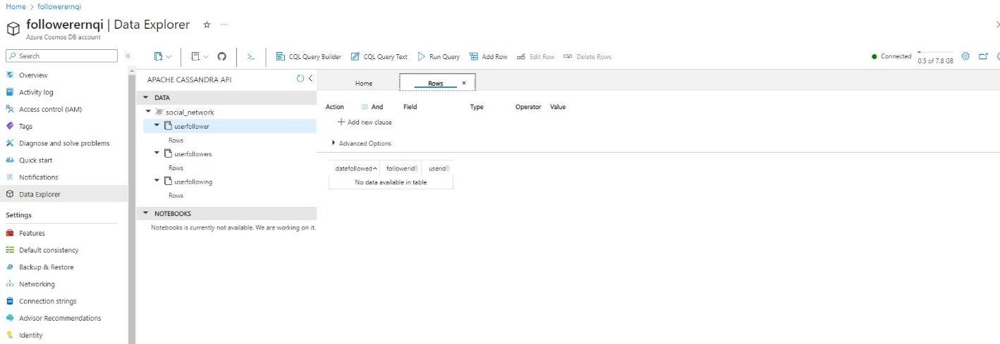 Home > followerernqi
followerernqi | Data Explorer
Azure Cosmos DB account
Search
CQL Query Builder CQL Query Text Run Query Add Row Edit Row Delete Rows
Connected 0.5 of 7.8 GB
Overview
Activity log
Access control (IAM)
Tags
Diagnose and solve problems
Quick start
Notifications
Data Explorer
Settings
Features
Default consistency
Backup & Restore
Networking
Connection strings
Advisor Recommendations
Identity
APACHE CASSANDRA API
DATA
social_network
userfollower
Rows
userfollowers
Rows
userfollowing
Rows
NOTEBOOKS
Notebooks is currently not available. We are working on it.
Home Rows
Action And Field Type Operator Value
Add new clause
Advanced Options
datefollowed followerid userid
No data available in table